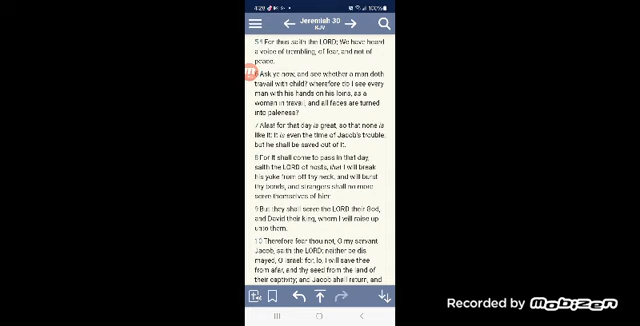 4:20
100%
Jeremiah 30
KJV
5¶ For thus saith the LORD; We have heard
a voice of trembling, of fear, and not of
peace.
Ask ye now, and see whether a man doth
travail with child? wherefore do I see every
man with his hands on his loins, as a
woman in travail, and all faces are turned
into paleness?
7 Alas! for that day is great, so that none is
like it: it is even the time of Jacob's trouble;
but he shall be saved out of it.
8 For it shall come to pass in that day,
saith the LORD of hosts, that I will break
his yoke from off thy neck, and will burst
thy bonds, and strangers shall no more
serve themselves of him:
9 But they shall serve the LORD their God,
and David their king, whom I will raise up
unto them.
10 Therefore fear thou not, O my servant
Jacob, saith the LORD; neither be dis
mayed, O Israel: for, lo, I will save thee
from afar, and thy seed from the land of
their captivity; and Jacob shall return, and
Recorded by Mobizen